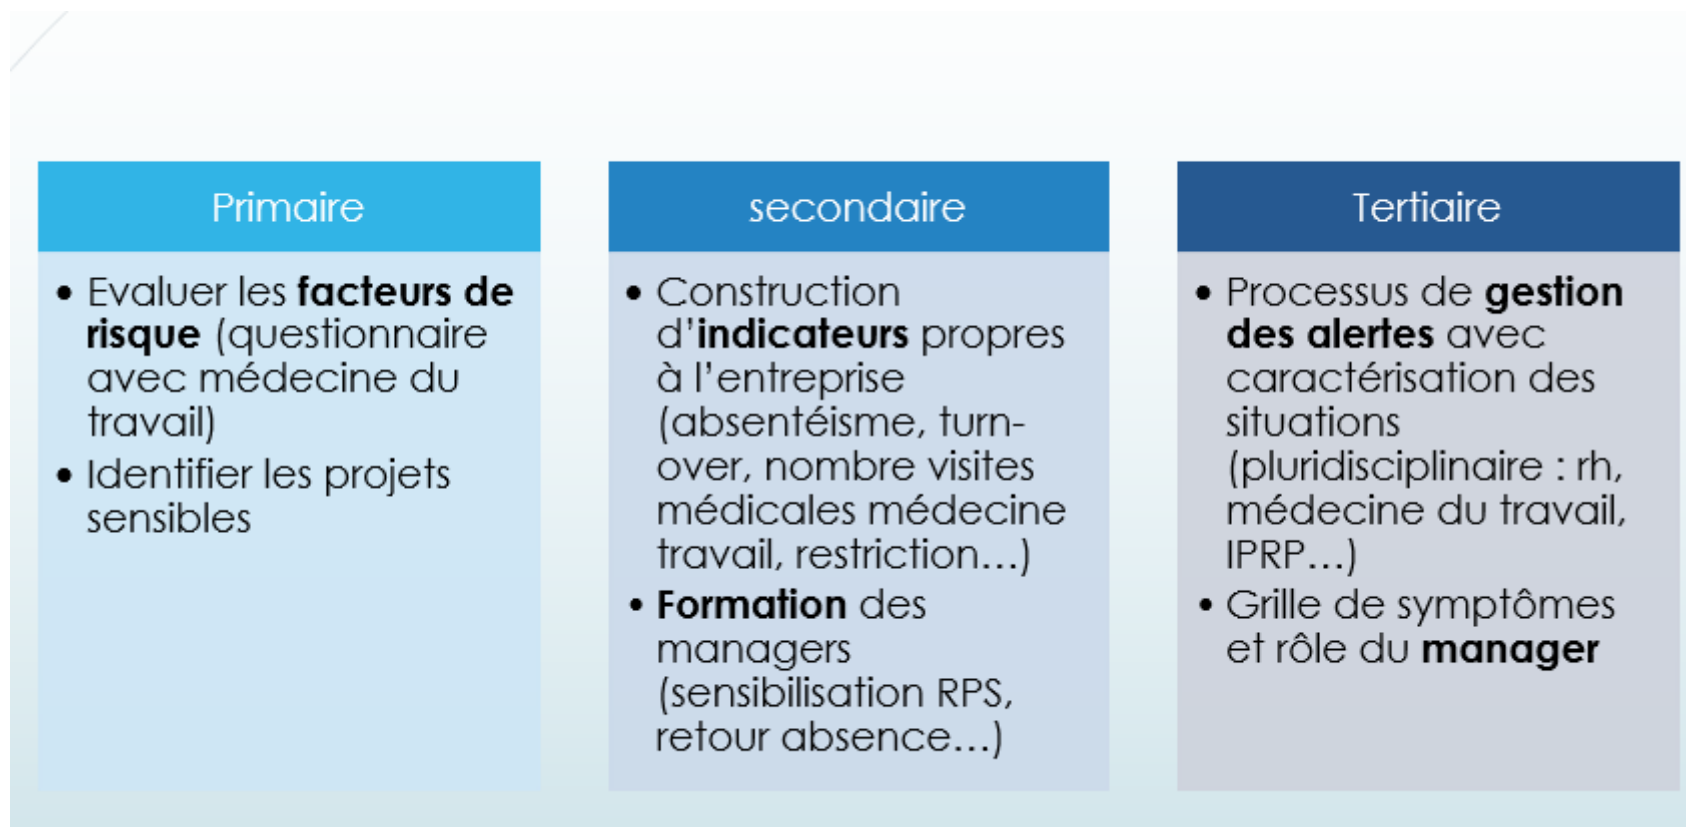 Primaire
• Evaluer les facteurs de
risque (questionnaire
avec médecine du
travail)
• Identifier les projets
sensibles
secondaire
• Construction
d’indicateurs propres
à l’entreprise
(absentéisme, turn-
over, nombre visites
médicales médecine
travail, restriction…)
• Formation des
managers
(sensibilisation RPS,
retour absence…)
Tertiaire
• Processus de gestion
des alertes avec
caractérisation des
situations
(pluridisciplinaire : rh,
médecine du travail,
IPRP…)
• Grille de symptômes
et rôle du manager